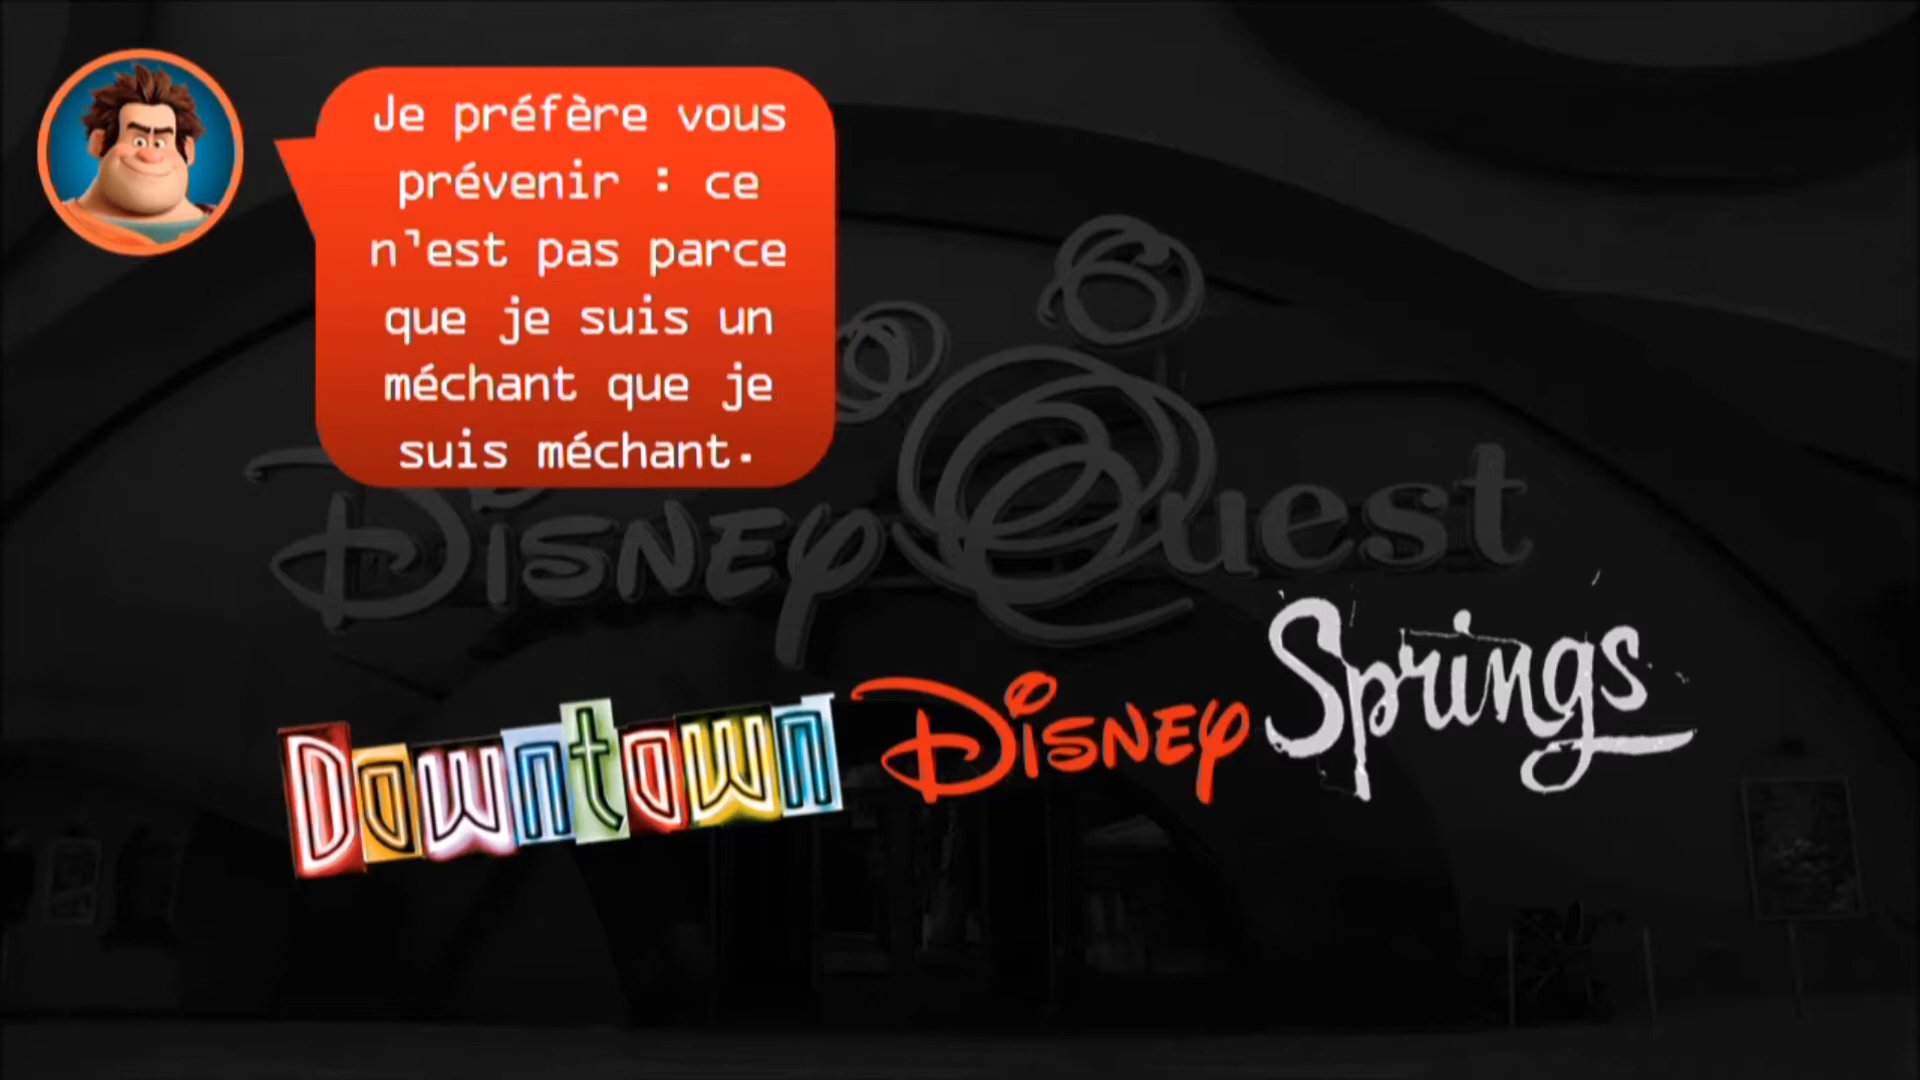 Je préfère vous
prévenir : ce
n'est pas parce
que je suis un
méchant que je
suis méchant.
DISNEY Quest
Downtown DISNEY Springs